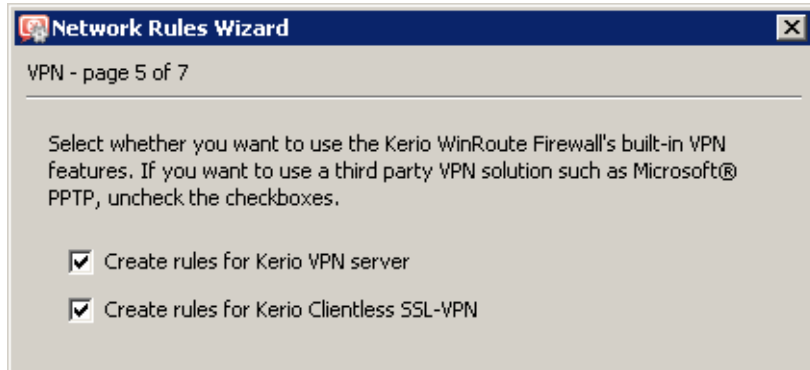 Network Rules Wizard
VPN - page 5 of 7
Select whether you want to use the Kerio WinRoute Firewall's built-in VPN
features. If you want to use a third party VPN solution such as Microsoft®
PPTP, uncheck the checkboxes.
Create rules for Kerio VPN server
Create rules for Kerio Clientless SSL-VPN